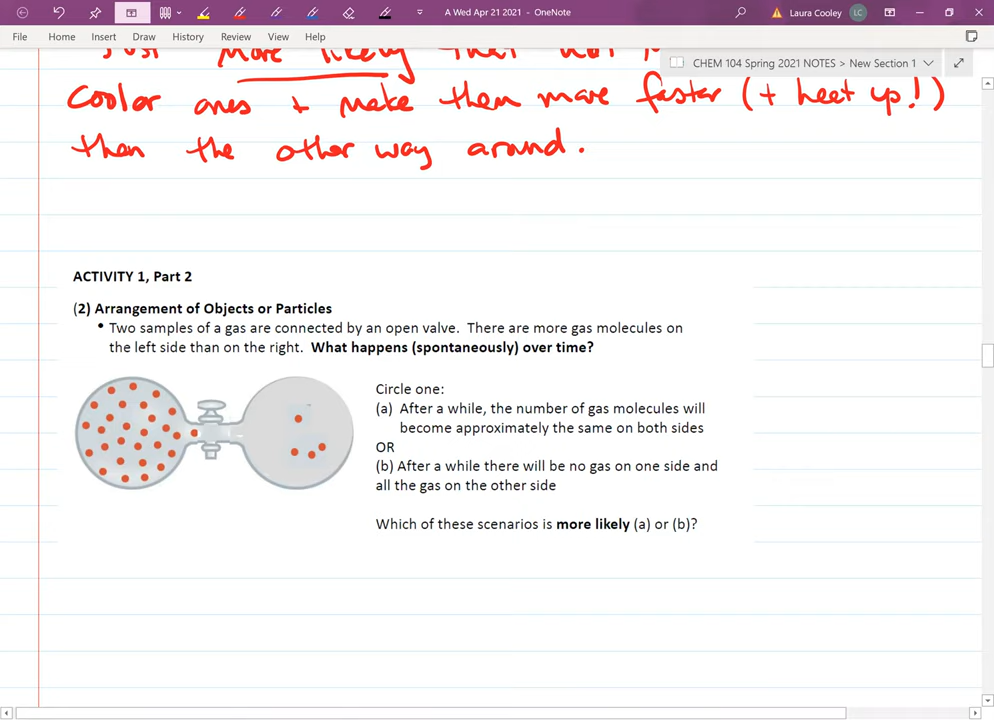 A Wed Apr 21 2021 - OneNote
Laura Cooley
LC
File Home Insert Draw History Review View Help
CHEM 104 Spring 2021 NOTES > New Section 1
Just more likely that hot
cooler ones + make them move faster (+ heat up!)
then the other way around.
ACTIVITY 1, Part 2
(2) Arrangement of Objects or Particles
• Two samples of a gas are connected by an open valve. There are more gas molecules on
the left side than on the right. What happens (spontaneously) over time?
Circle one:
(a) After a while, the number of gas molecules will
become approximately the same on both sides
OR
(b) After a while there will be no gas on one side and
all the gas on the other side
Which of these scenarios is more likely (a) or (b)?